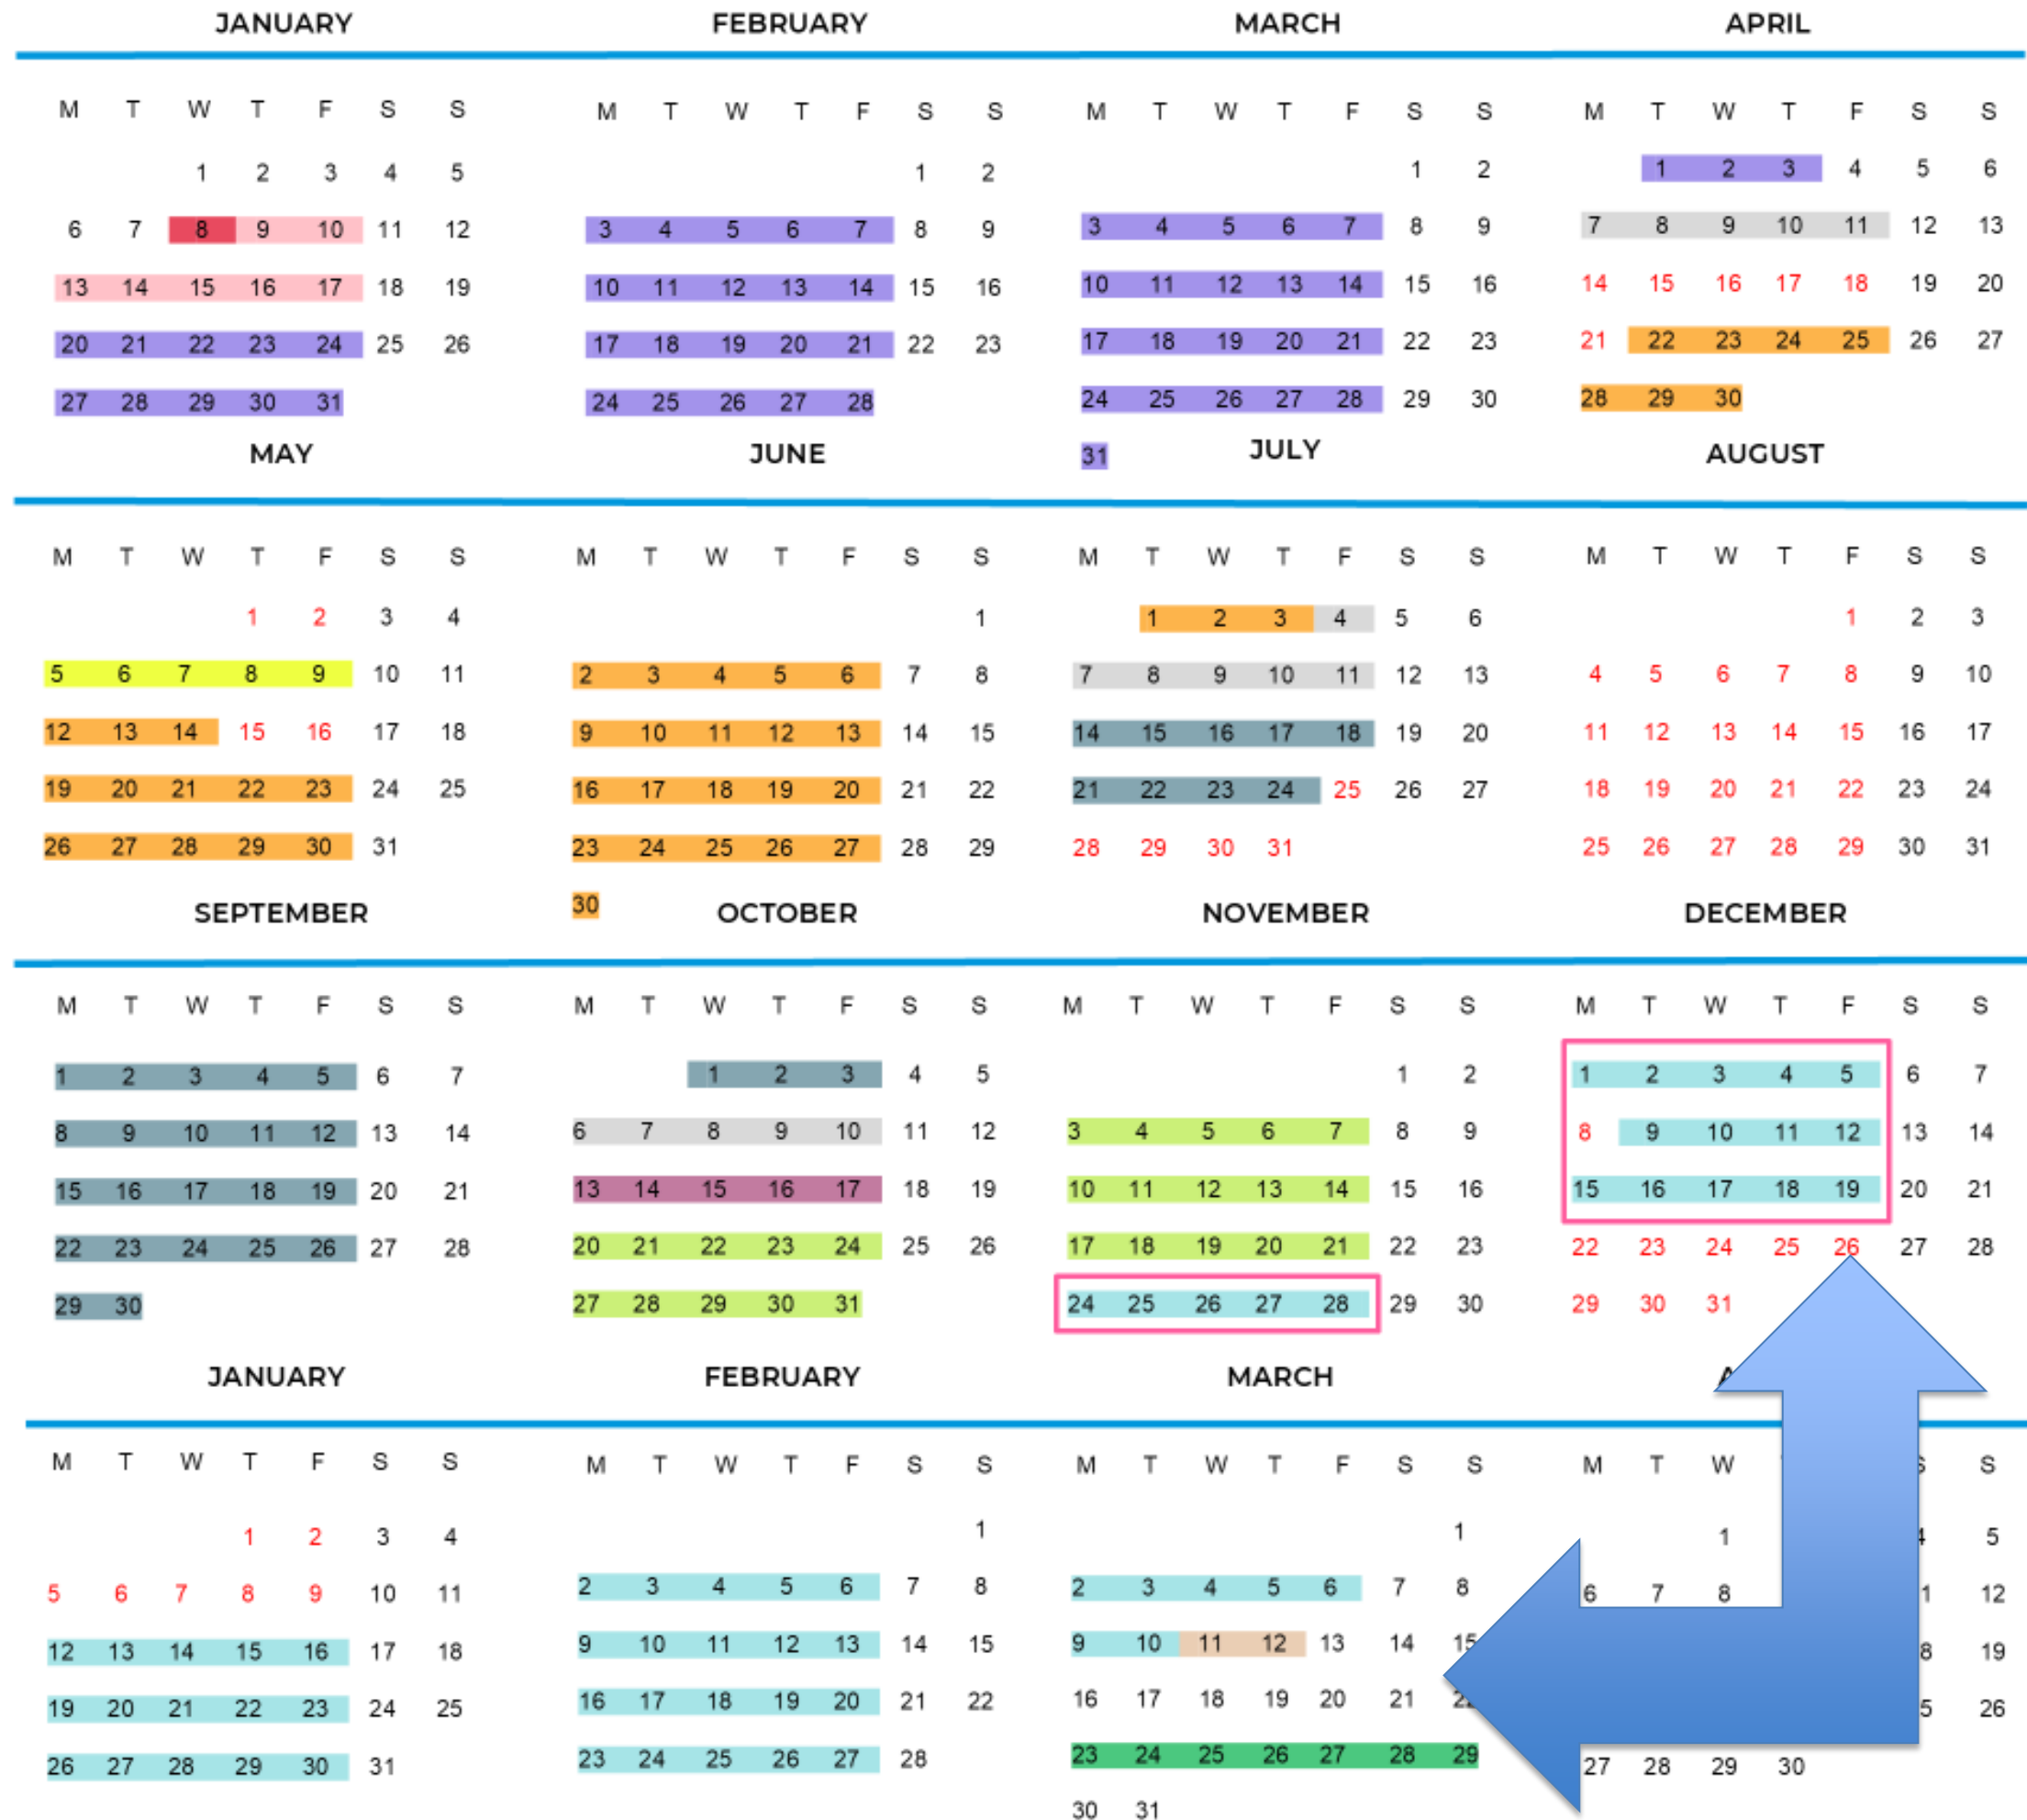 JANUARY FEBRUARY MARCH APRIL
M T W T F S S M T W T F S S M T W T F S S M T W T F S S
1 2 3 4 5 1 2 1 2 1 2 3 4 5 6
6 7 8 9 10 11 12 3 4 5 6 7 8 9 3 4 5 6 7 8 9 7 8 9 10 11 12 13
13 14 15 16 17 18 19 10 11 12 13 14 15 16 10 11 12 13 14 15 16 14 15 16 17 18 19 20
20 21 22 23 24 25 26 17 18 19 20 21 22 23 17 18 19 20 21 22 23 21 22 23 24 25 26 27
27 28 29 30 31 24 25 26 27 28 24 25 26 27 28 29 30 28 29 30
MAY JUNE 31 JULY AUGUST
M T W T F S S M T W T F S S M T W T F S S M T W T F S S
1 2 3 4 1 1 2 3 4 5 6 1 2 3
5 6 7 8 9 10 11 2 3 4 5 6 7 8 7 8 9 10 11 12 13 4 5 6 7 8 9 10
12 13 14 15 16 17 18 9 10 11 12 13 14 15 14 15 16 17 18 19 20 11 12 13 14 15 16 17
19 20 21 22 23 24 25 16 17 18 19 20 21 22 21 22 23 24 25 26 27 18 19 20 21 22 23 24
26 27 28 29 30 31 23 24 25 26 27 28 29 28 29 30 31 25 26 27 28 29 30 31
SEPTEMBER 30 OCTOBER NOVEMBER DECEMBER
M T W T F S S M T W T F S S M T W T F S S M T W T F S S
1 2 3 4 5 6 7 1 2 3 4 5 1 2 1 2 3 4 5 6 7
8 9 10 11 12 13 14 6 7 8 9 10 11 12 3 4 5 6 7 8 9 8 9 10 11 12 13 14
15 16 17 18 19 20 21 13 14 15 16 17 18 19 10 11 12 13 14 15 16 15 16 17 18 19 20 21
22 23 24 25 26 27 28 20 21 22 23 24 25 26 17 18 19 20 21 22 23 22 23 24 25 26 27 28
29 30 27 28 29 30 31 24 25 26 27 28 29 30 29 30 31
JANUARY FEBRUARY MARCH
M T W T F S S M T W T F S S M T W T F S S M T W S S
1 2 3 4 1 1 1 5
5 6 7 8 9 10 11 2 3 4 5 6 7 8 2 3 4 5 6 7 8 6 7 8 12
12 13 14 15 16 17 18 9 10 11 12 13 14 15 9 10 11 12 13 14 15 19
19 20 21 22 23 24 25 16 17 18 19 20 21 22 16 17 18 19 20 21 22 26
26 27 28 29 30 31 23 24 25 26 27 28 23 24 25 26 27 28 29 27 28 29 30
30 31